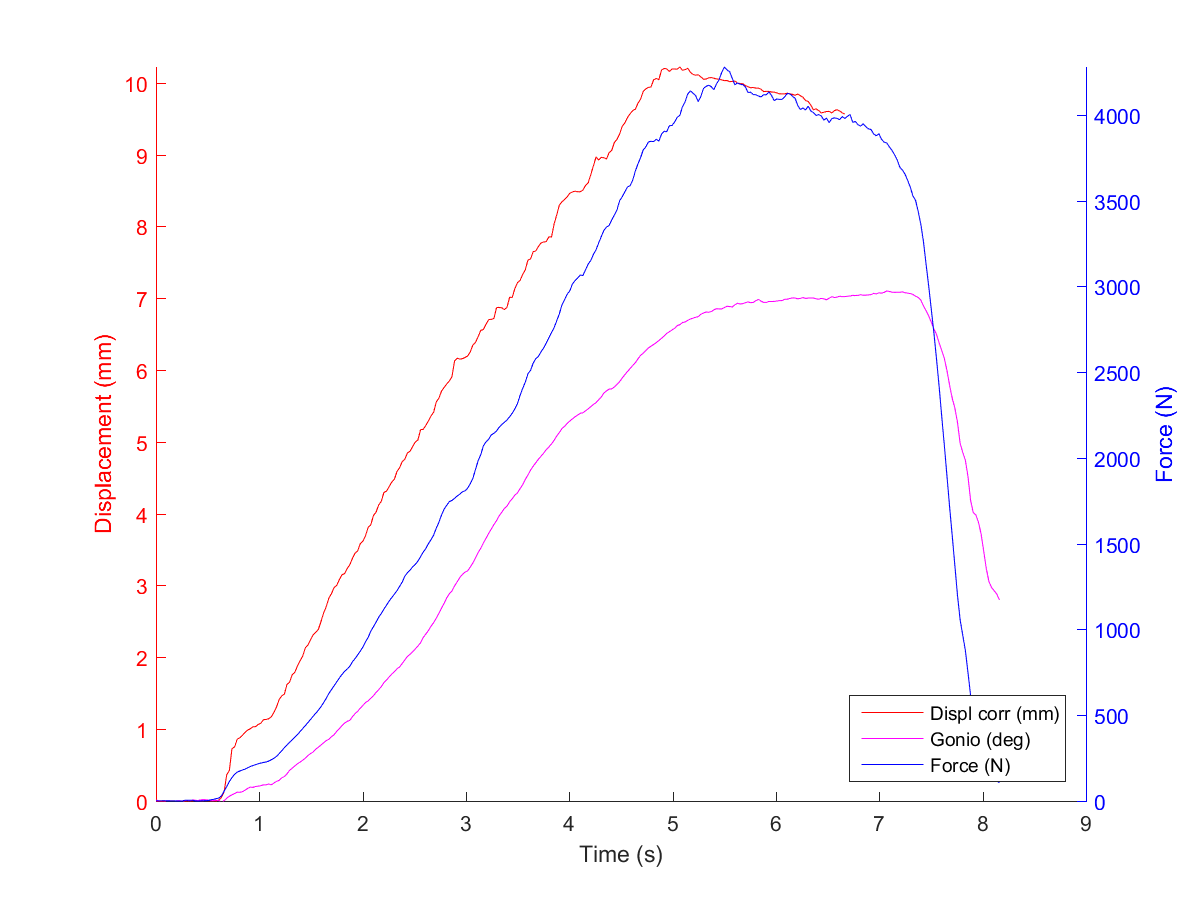 10
9
8
7
6
5
4
3
2
1
0
Displacement (mm)
4000
3500
3000
2500
2000
1500
1000
500
0
Force (N)
Displ corr (mm)
Gonio (deg)
Force (N)
0 1 2 3 4 5 6 7 8 9
Time (s)